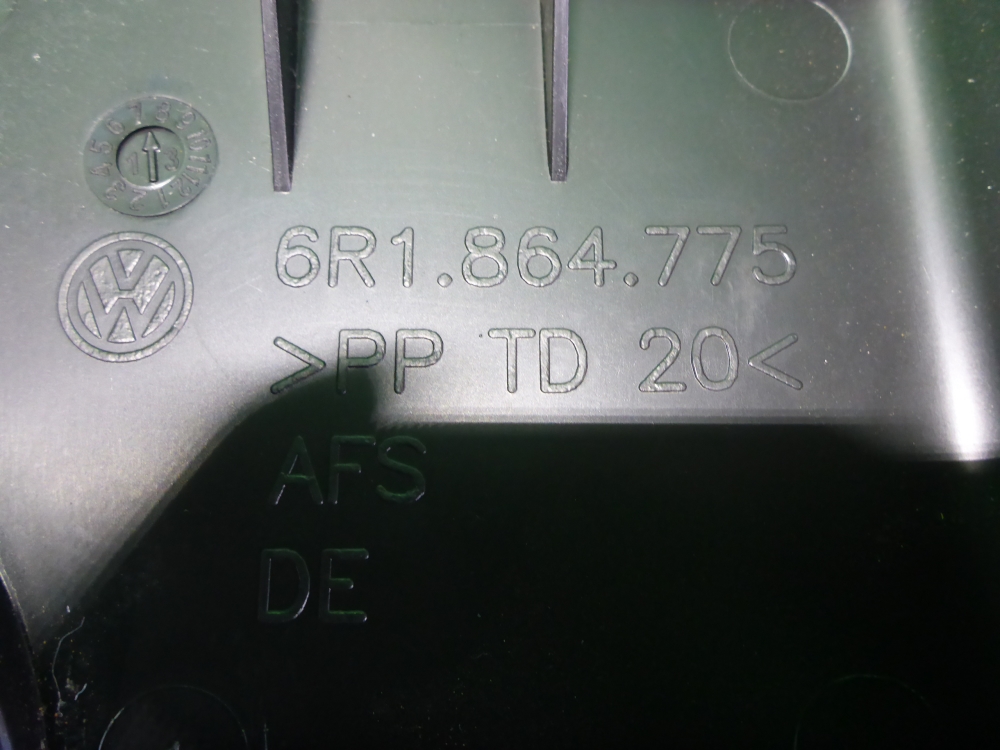 6R1.864.775
>PP TD 20<
AFS
DE